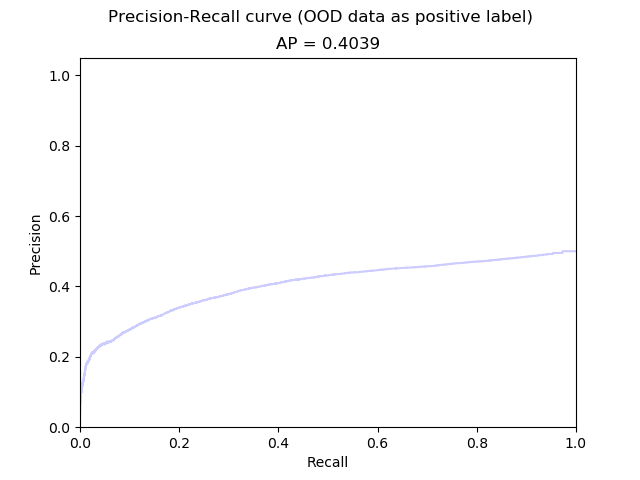 Precision-Recall curve (OOD data as positive label)
AP = 0.4039
1.0
0.8
0.6
0.4
0.2
0.0
Precision
0.0 0.2 0.4 0.6 0.8 1.0
Recall